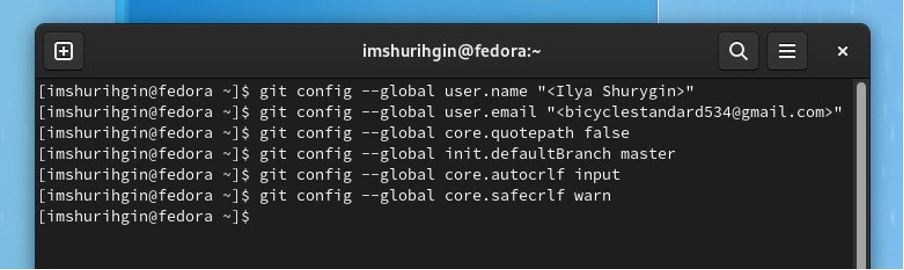 imshurihgin@fedora:~
[imshurihgin@fedora ~]$ git config --global user.name "<Ilya Shurygin>"
[imshurihgin@fedora ~]$ git config --global user.email "<bicyclestandard534@gmail.com>"
[imshurihgin@fedora ~]$ git config --global core.quotepath false
[imshurihgin@fedora ~]$ git config --global init.defaultBranch master
[imshurihgin@fedora ~]$ git config --global core.autocrlf input
[imshurihgin@fedora ~]$ git config --global core.safecrlf warn
[imshurihgin@fedora ~]$